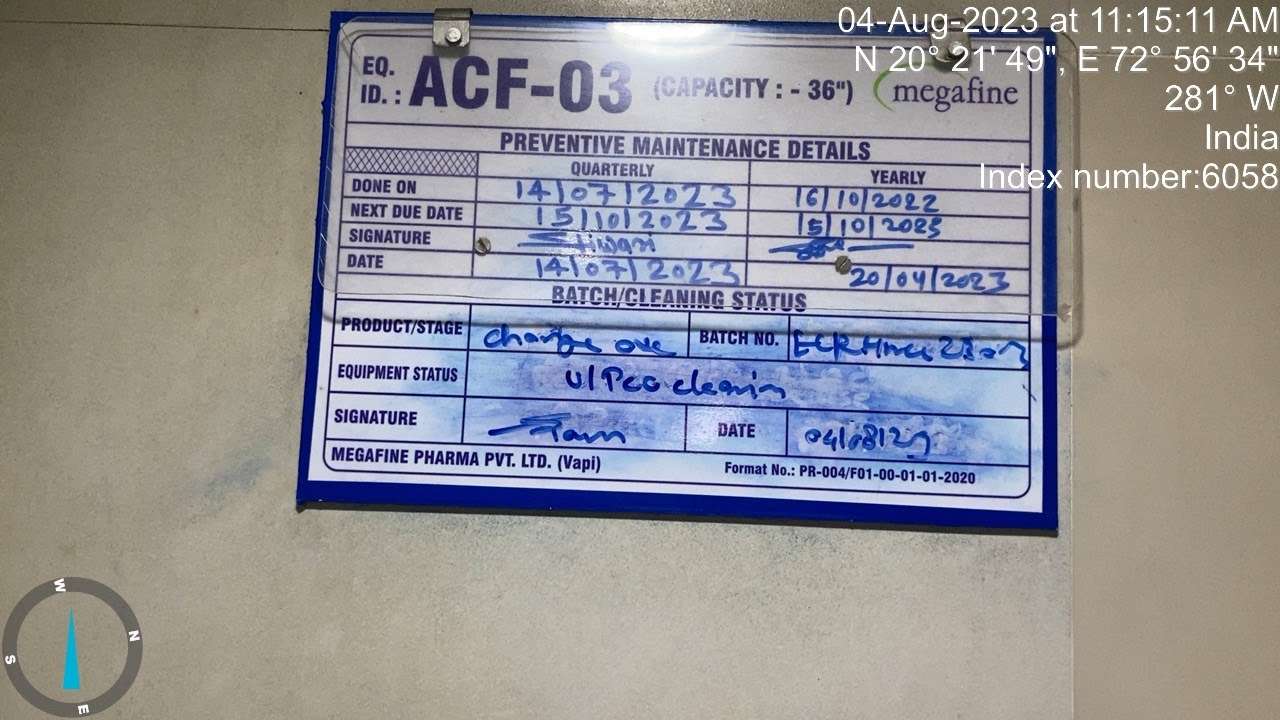 04-Aug-2023 at 11:15:11 AM
N 20° 21' 49", E 72° 56' 34"
281° W
India
Index number:6058
EQ. ID. : ACF-03 (CAPACITY : - 36") megafine
PREVENTIVE MAINTENANCE DETAILS
QUARTERLY YEARLY
DONE ON 14/07/2023 16/10/2022
NEXT DUE DATE 15/10/2023 15/10/2023
SIGNATURE
DATE 14/07/2023 20/04/2023
BATCH/CLEANING STATUS
PRODUCT/STAGE change over BATCH NO.
EQUIPMENT STATUS
SIGNATURE DATE 04/08/23
MEGAFINE PHARMA PVT. LTD. (Vapi) Format No.: PR-004/F01-00-01-01-2020
W
N
S
E